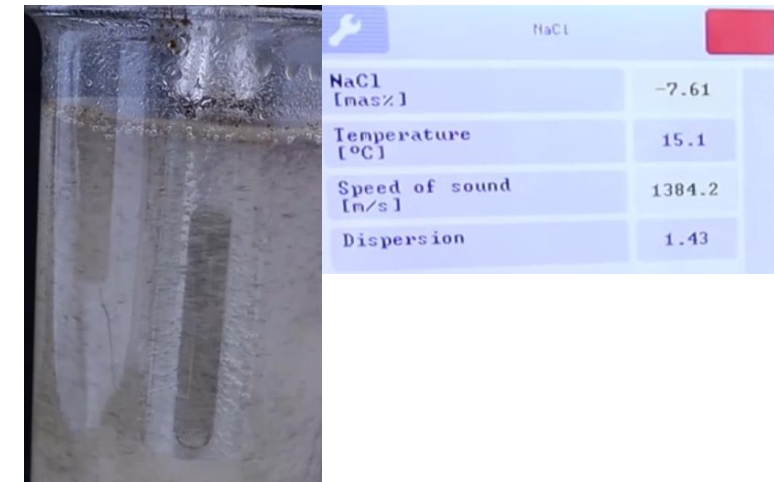 NaCl
NaCl
[mas%]
-7.61
Temperature
[°C]
15.1
Speed of sound
[m/s]
1384.2
Dispersion
1.43